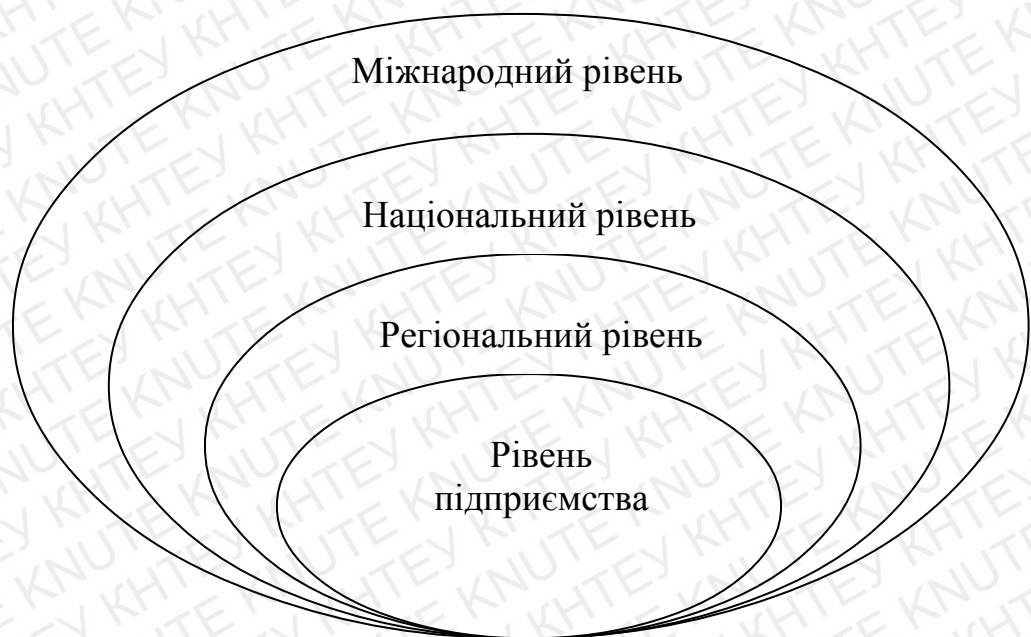 Міжнародний рівень
Національний рівень
Регіональний рівень
Рівень
підприємства